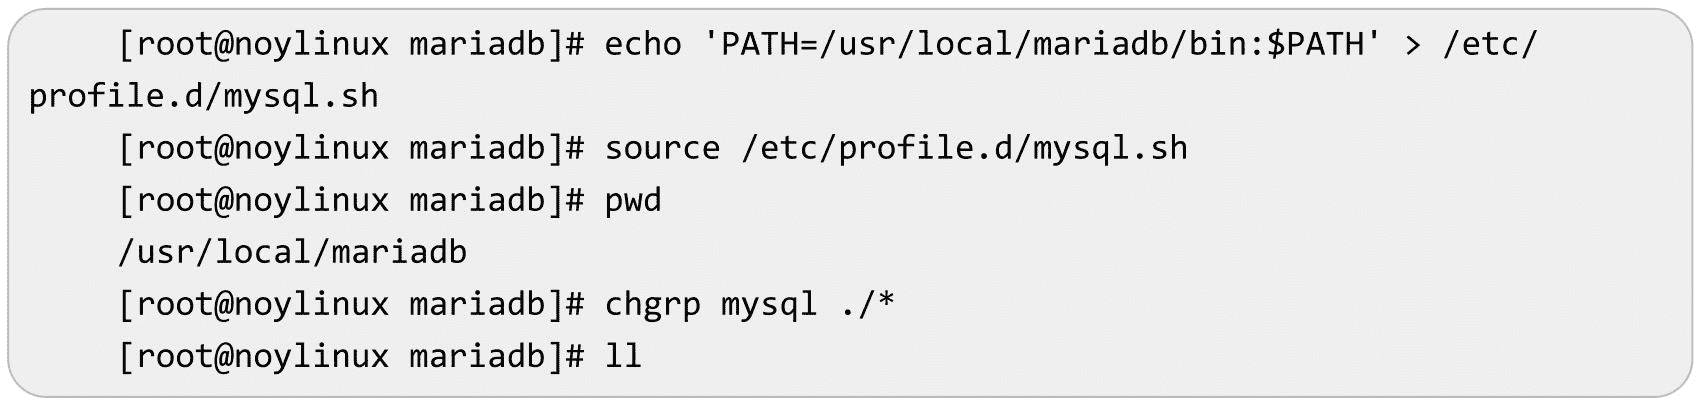 [root@noylinux mariadb]# echo 'PATH=/usr/local/mariadb/bin:$PATH' > /etc/
profile.d/mysql.sh
[root@noylinux mariadb]# source /etc/profile.d/mysql.sh
[root@noylinux mariadb]# pwd
/usr/local/mariadb
[root@noylinux mariadb]# chgrp mysql ./*
[root@noylinux mariadb]# ll